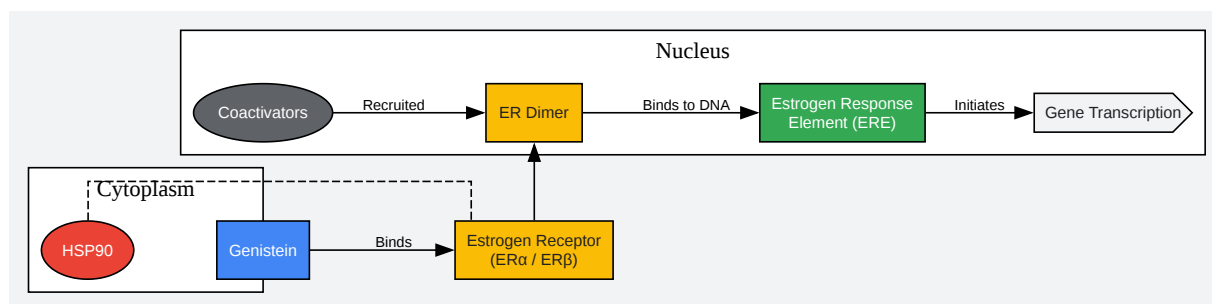 Nucleus
Coactivators
Recruited
ER Dimer
Binds to DNA
Estrogen Response
Element (ERE)
Initiates
Gene Transcription
Cytoplasm
HSP90
Genistein
Binds
Estrogen Receptor
(ERα / ERβ)